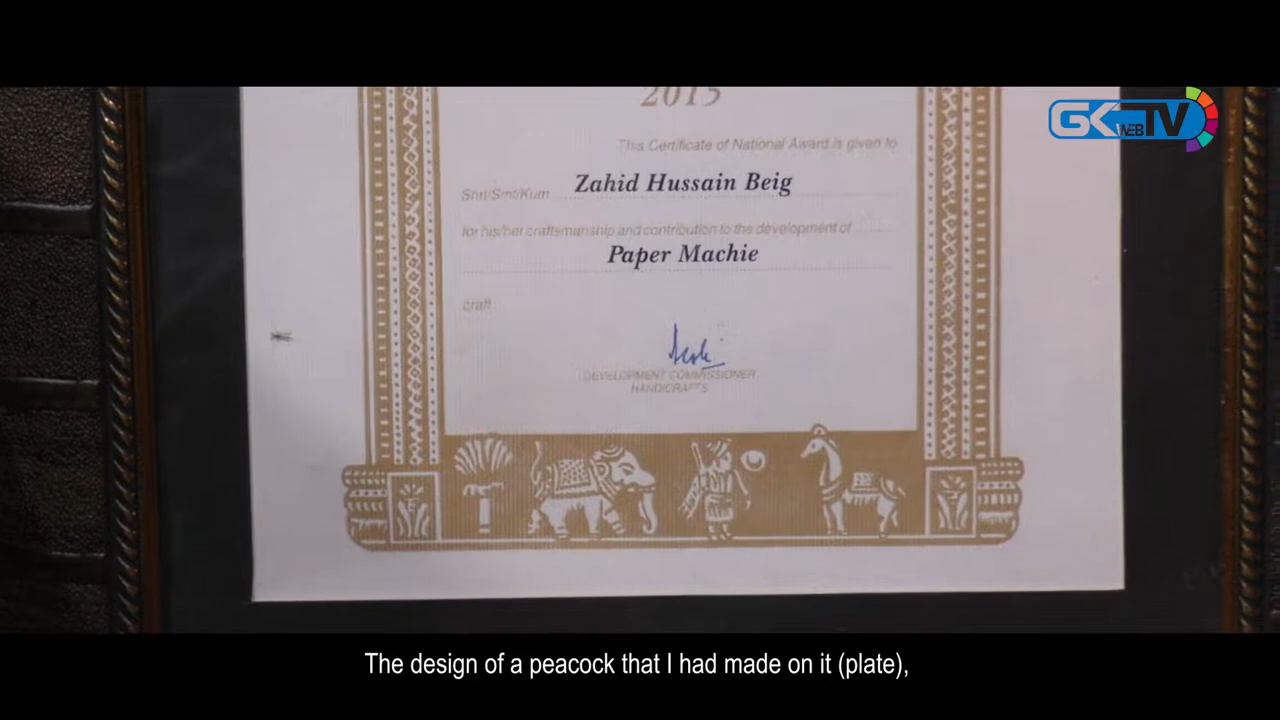 2015
GK WEB TV
This Certificate of National Award is given to
Shri/Smt/Kum Zahid Hussain Beig
for his/her craftsmanship and contribution to the development of
Paper Machie
craft
DEVELOPMENT COMMISSIONER
HANDICRAFTS
The design of a peacock that I had made on it (plate),